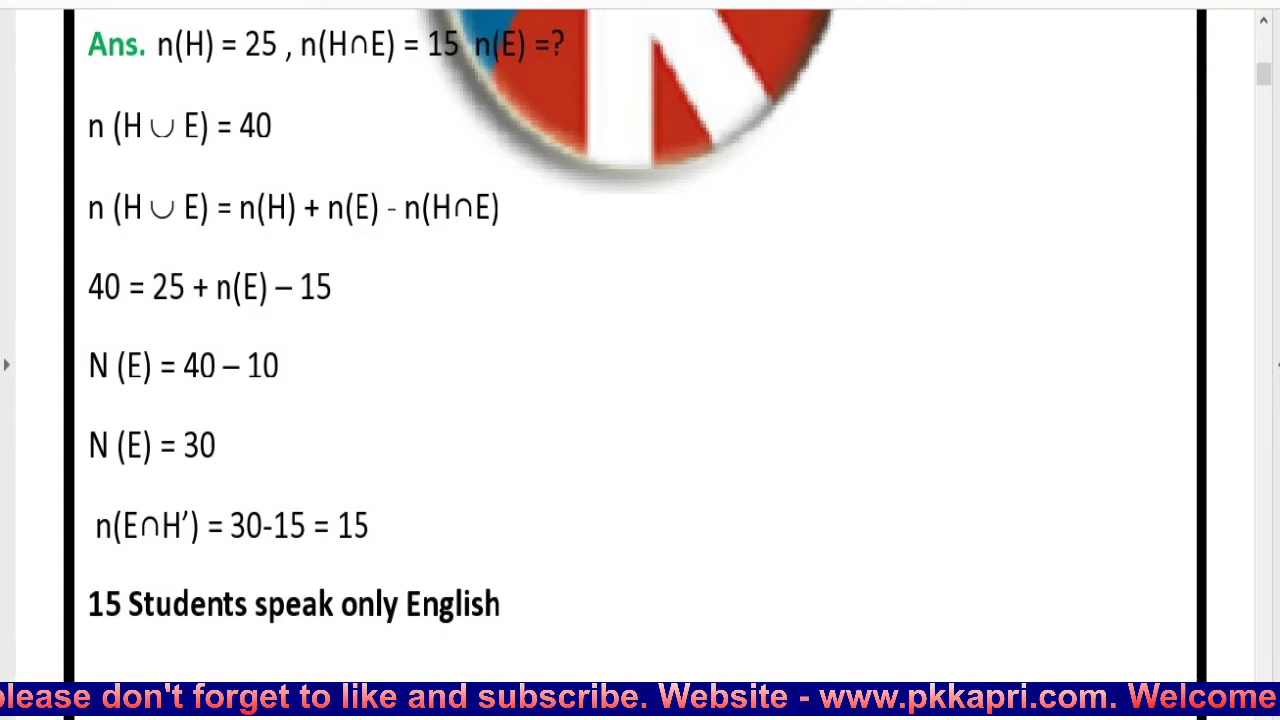 Ans. n(H) = 25 , n(H∩E) = 15 n(E) =?
n (H ∪ E) = 40
n (H ∪ E) = n(H) + n(E) - n(H∩E)
40 = 25 + n(E) – 15
N (E) = 40 – 10
N (E) = 30
n(E∩H’) = 30-15 = 15
15 Students speak only English
please don't forget to like and subscribe. Website - www.pkkapri.com. Welcome